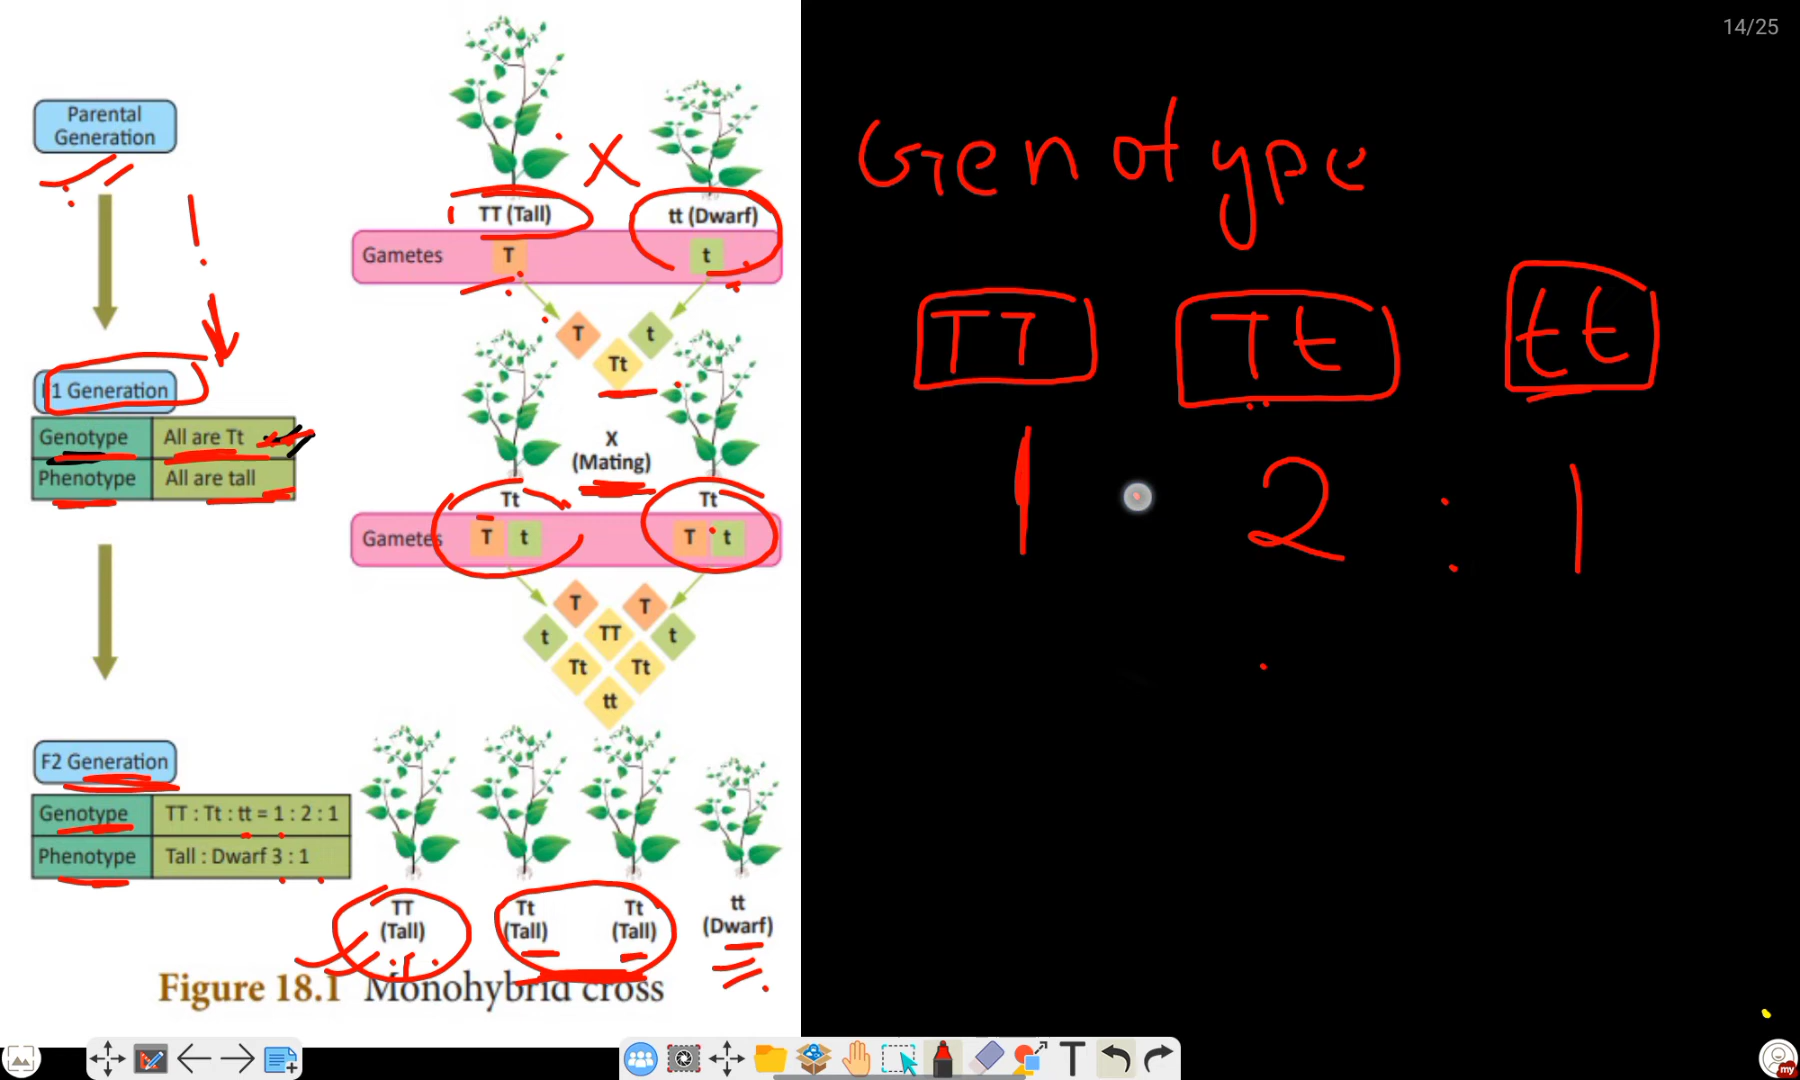 14/25
Parental
Generation
TT (Tall)
tt (Dwarf)
Gametes
T
t
T
t
Tt
1 Generation
Genotype
All are Tt
Phenotype
All are tall
X
(Mating)
Tt
Tt
Gametes
T t
T t
T
T
t
TT
t
Tt
Tt
tt
F2 Generation
Genotype
TT : Tt : tt = 1 : 2 : 1
Phenotype
Tall : Dwarf 3 : 1
TT
(Tall)
Tt
(Tall)
Tt
(Tall)
tt
(Dwarf)
Figure 18.1 Monohybrid cross
X
Genotype
TT Tt tt
1 : 2 : 1
T
my